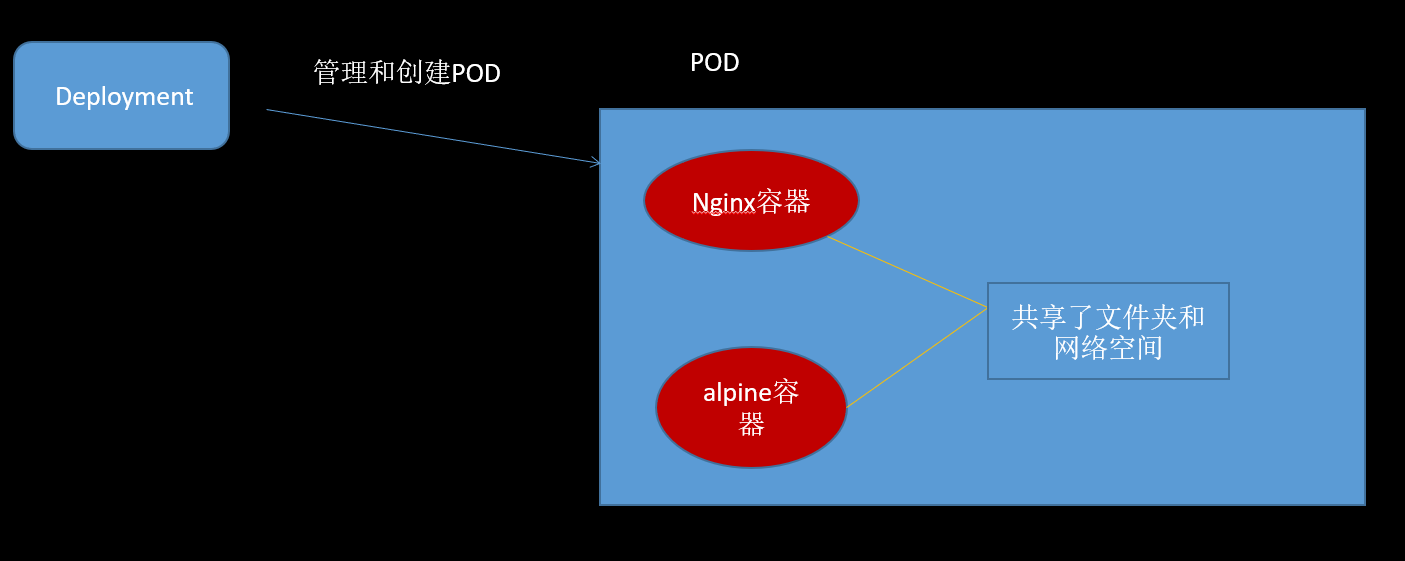 Deployment
管理和创建POD
POD
Nginx容器
共享了文件夹和
网络空间
alpine容
器